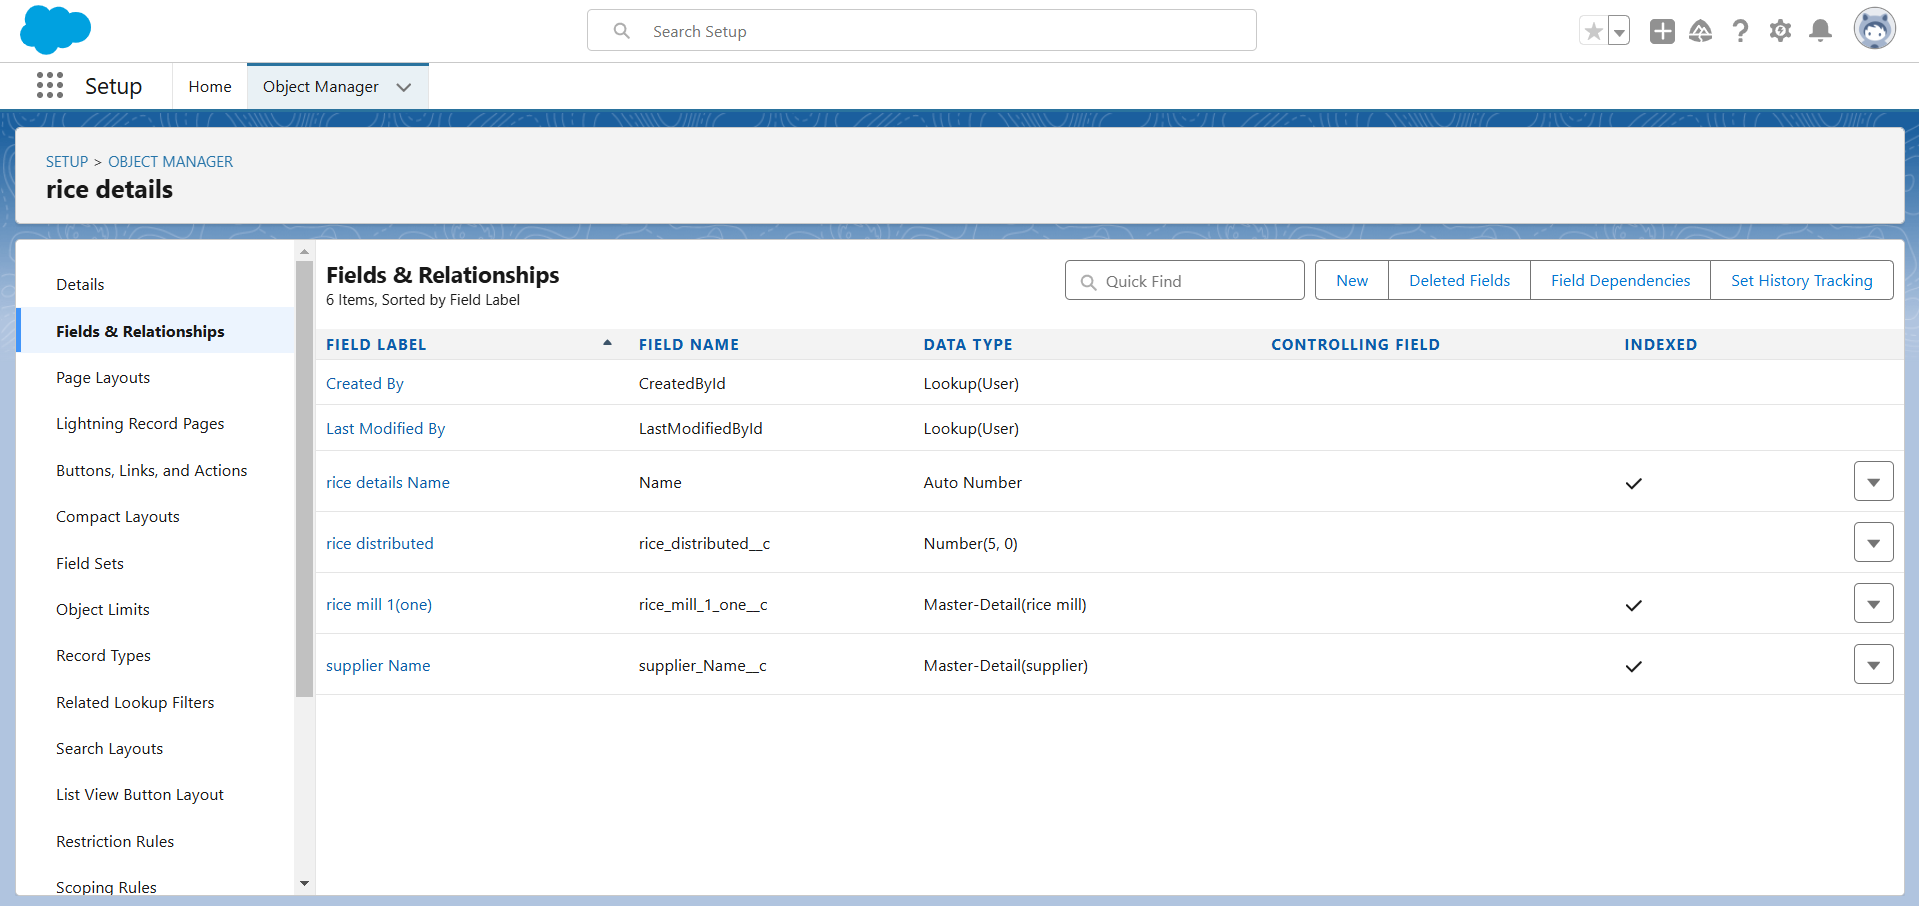 Search Setup
Setup
Home
Object Manager
SETUP > OBJECT MANAGER
rice details
Details
Fields & Relationships
Page Layouts
Lightning Record Pages
Buttons, Links, and Actions
Compact Layouts
Field Sets
Object Limits
Record Types
Related Lookup Filters
Search Layouts
List View Button Layout
Restriction Rules
Scoping Rules
Fields & Relationships
6 Items, Sorted by Field Label
Quick Find
New
Deleted Fields
Field Dependencies
Set History Tracking
FIELD LABEL FIELD NAME DATA TYPE CONTROLLING FIELD INDEXED
Created By CreatedById Lookup(User)
Last Modified By LastModifiedById Lookup(User)
rice details Name Name Auto Number
rice distributed rice_distributed__c Number(5, 0)
rice mill 1(one) rice_mill_1_one__c Master-Detail(rice mill)
supplier Name supplier_Name__c Master-Detail(supplier)